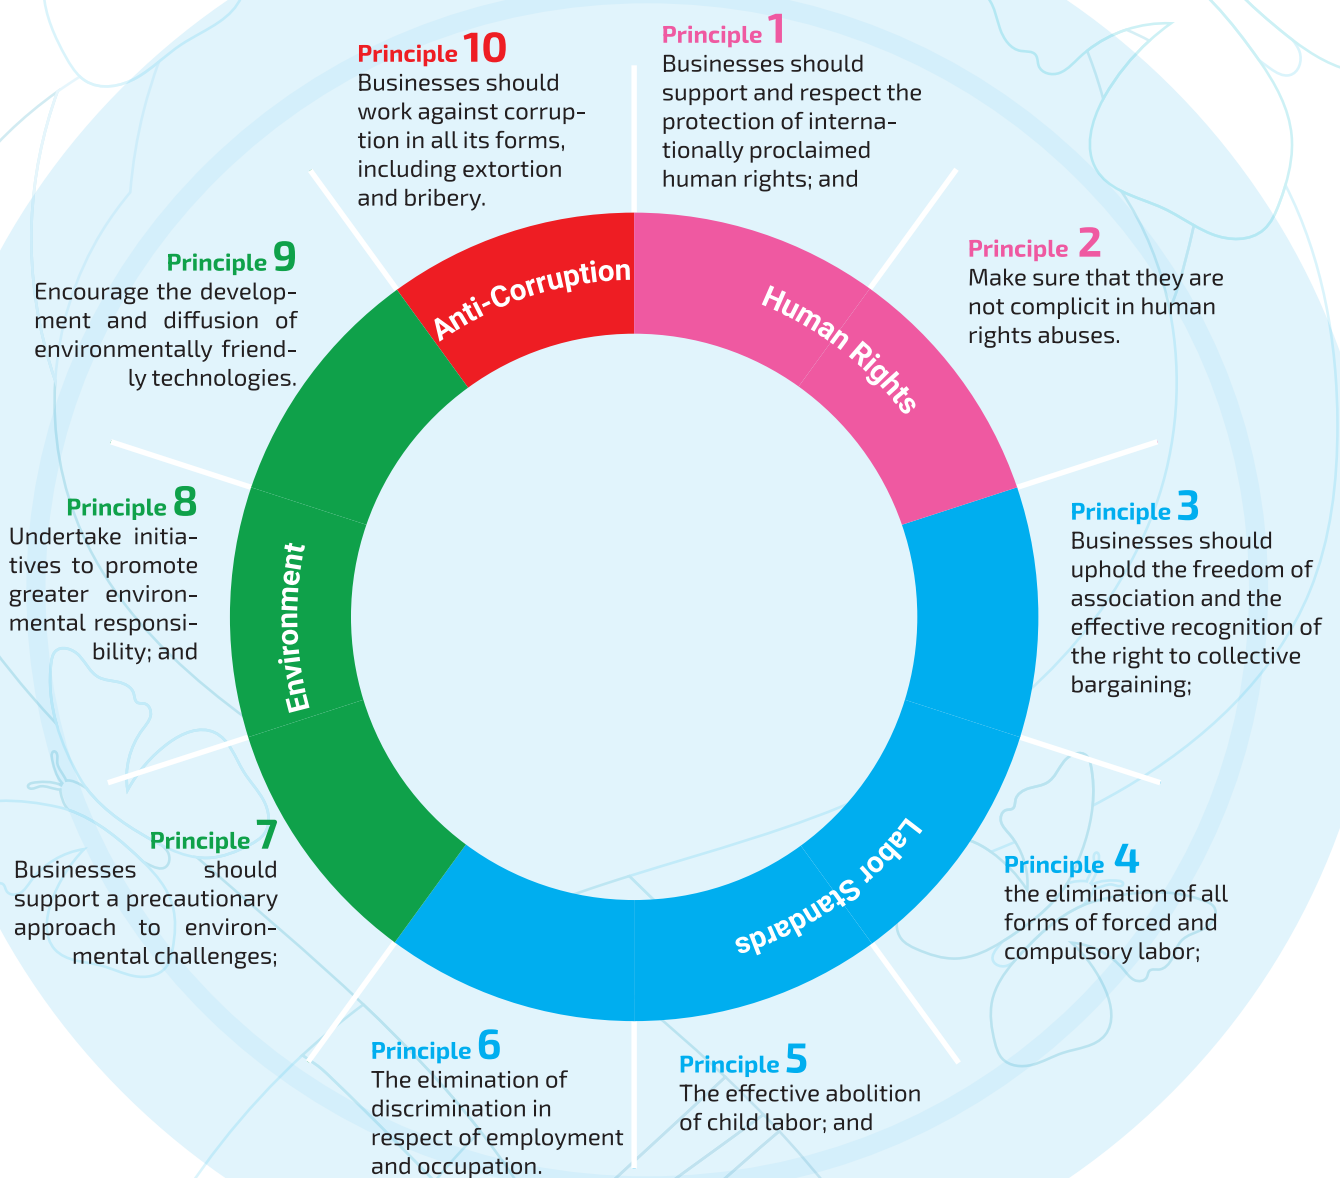 Principle 1
Businesses should
support and respect the
protection of interna-
tionally proclaimed
human rights; and
Principle 2
Make sure that they are
not complicit in human
rights abuses.
Principle 3
Businesses should
uphold the freedom of
association and the
effective recognition of
the right to collective
bargaining;
Principle 4
the elimination of all
forms of forced and
compulsory labor;
Principle 5
The effective abolition
of child labor; and
Principle 6
The elimination of
discrimination in
respect of employment
and occupation.
Principle 7
Businesses should
support a precautionary
approach to environ-
mental challenges;
Principle 8
Undertake initia-
tives to promote
greater environ-
mental responsi-
bility; and
Principle 9
Encourage the develop-
ment and diffusion of
environmentally friend-
ly technologies.
Principle 10
Businesses should
work against corrup-
tion in all its forms,
including extortion
and bribery.
Human Rights
Labor Standards
Environment
Anti-Corruption